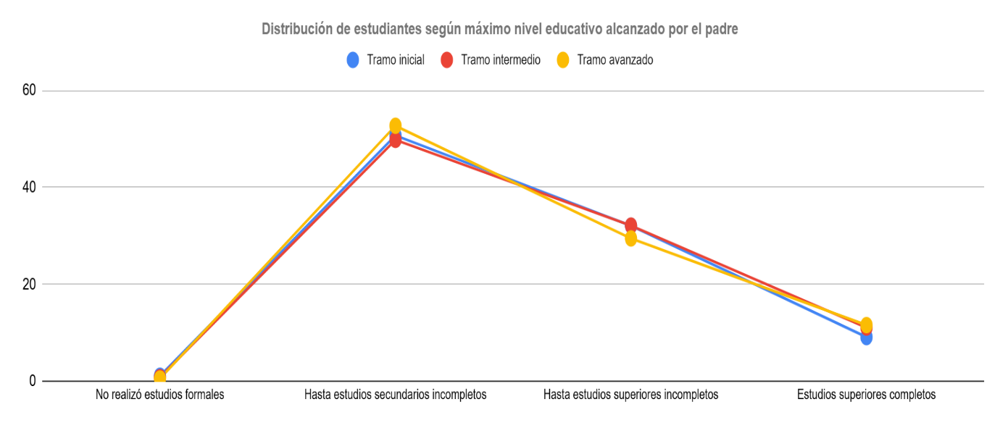 Distribución de estudiantes según máximo nivel educativo alcanzado por el padre
Tramo inicial Tramo intermedio Tramo avanzado
60
40
20
0
No realizó estudios formales Hasta estudios secundarios incompletos Hasta estudios superiores incompletos Estudios superiores completos